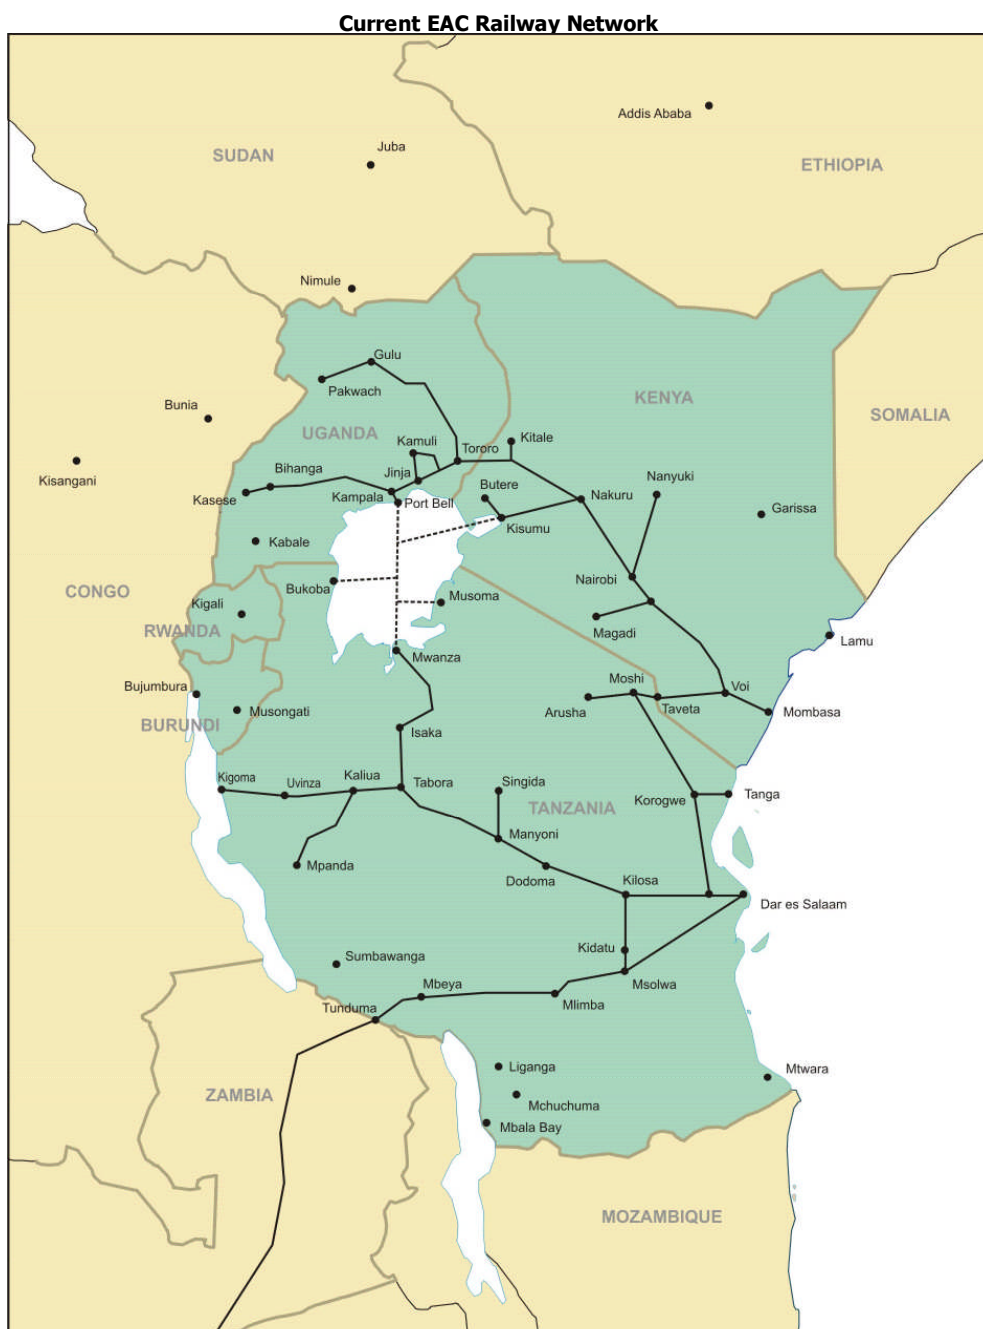 Current EAC Railway Network
Addis Ababa
Juba
SUDAN
ETHIOPIA
Nimule
Gulu
Pakwach
KENYA
Bunia
SOMALIA
UGANDA
Kamuli
Kitale
Tororo
Bihanga
Jinja
Nanyuki
Kisangani
Butere
Kasese
Kampala
Port Bell
Nakuru
Garissa
Kisumu
Kabale
Nairobi
CONGO
Bukoba
Musoma
Kigali
Magadi
RWANDA
Lamu
Mwanza
Moshi
Bujumbura
Voi
Arusha
Taveta
Musongati
Mombasa
BURUNDI
Isaka
Kigoma
Uvinza
Kaliua
Tabora
Singida
Korogwe
Tanga
TANZANIA
Manyoni
Mpanda
Dodoma
Kilosa
Dar es Salaam
Kidatu
Sumbawanga
Msolwa
Mbeya
Tunduma
Mlimba
Liganga
Mtwara
ZAMBIA
Mchuchuma
Mbala Bay
MOZAMBIQUE